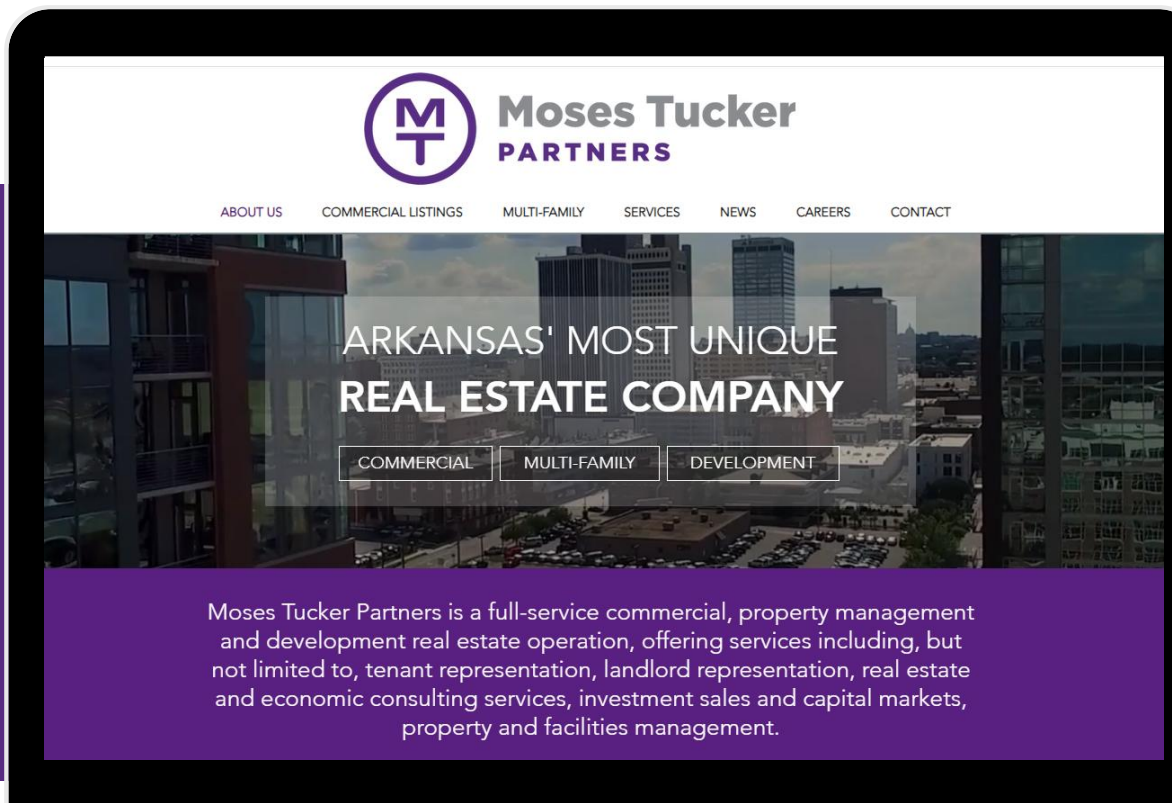 MT
Moses Tucker
PARTNERS
ABOUT US COMMERCIAL LISTINGS MULTI-FAMILY SERVICES NEWS CAREERS CONTACT
ARKANSAS' MOST UNIQUE
REAL ESTATE COMPANY
COMMERCIAL MULTI-FAMILY DEVELOPMENT
Moses Tucker Partners is a full-service commercial, property management
and development real estate operation, offering services including, but
not limited to, tenant representation, landlord representation, real estate
and economic consulting services, investment sales and capital markets,
property and facilities management.